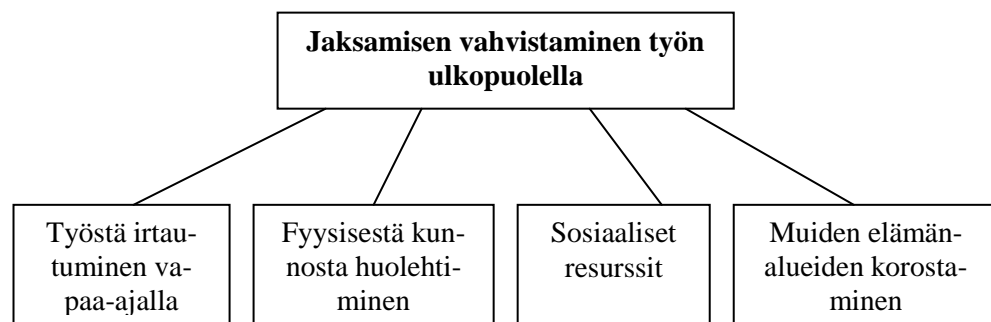 Jaksamisen vahvistaminen työn
ulkopuolella
Työstä irtau-
tuminen va-
paa-ajalla
Fyysisestä kun-
nosta huolehti-
minen
Sosiaaliset
resurssit
Muiden elämän-
alueiden korosta-
minen